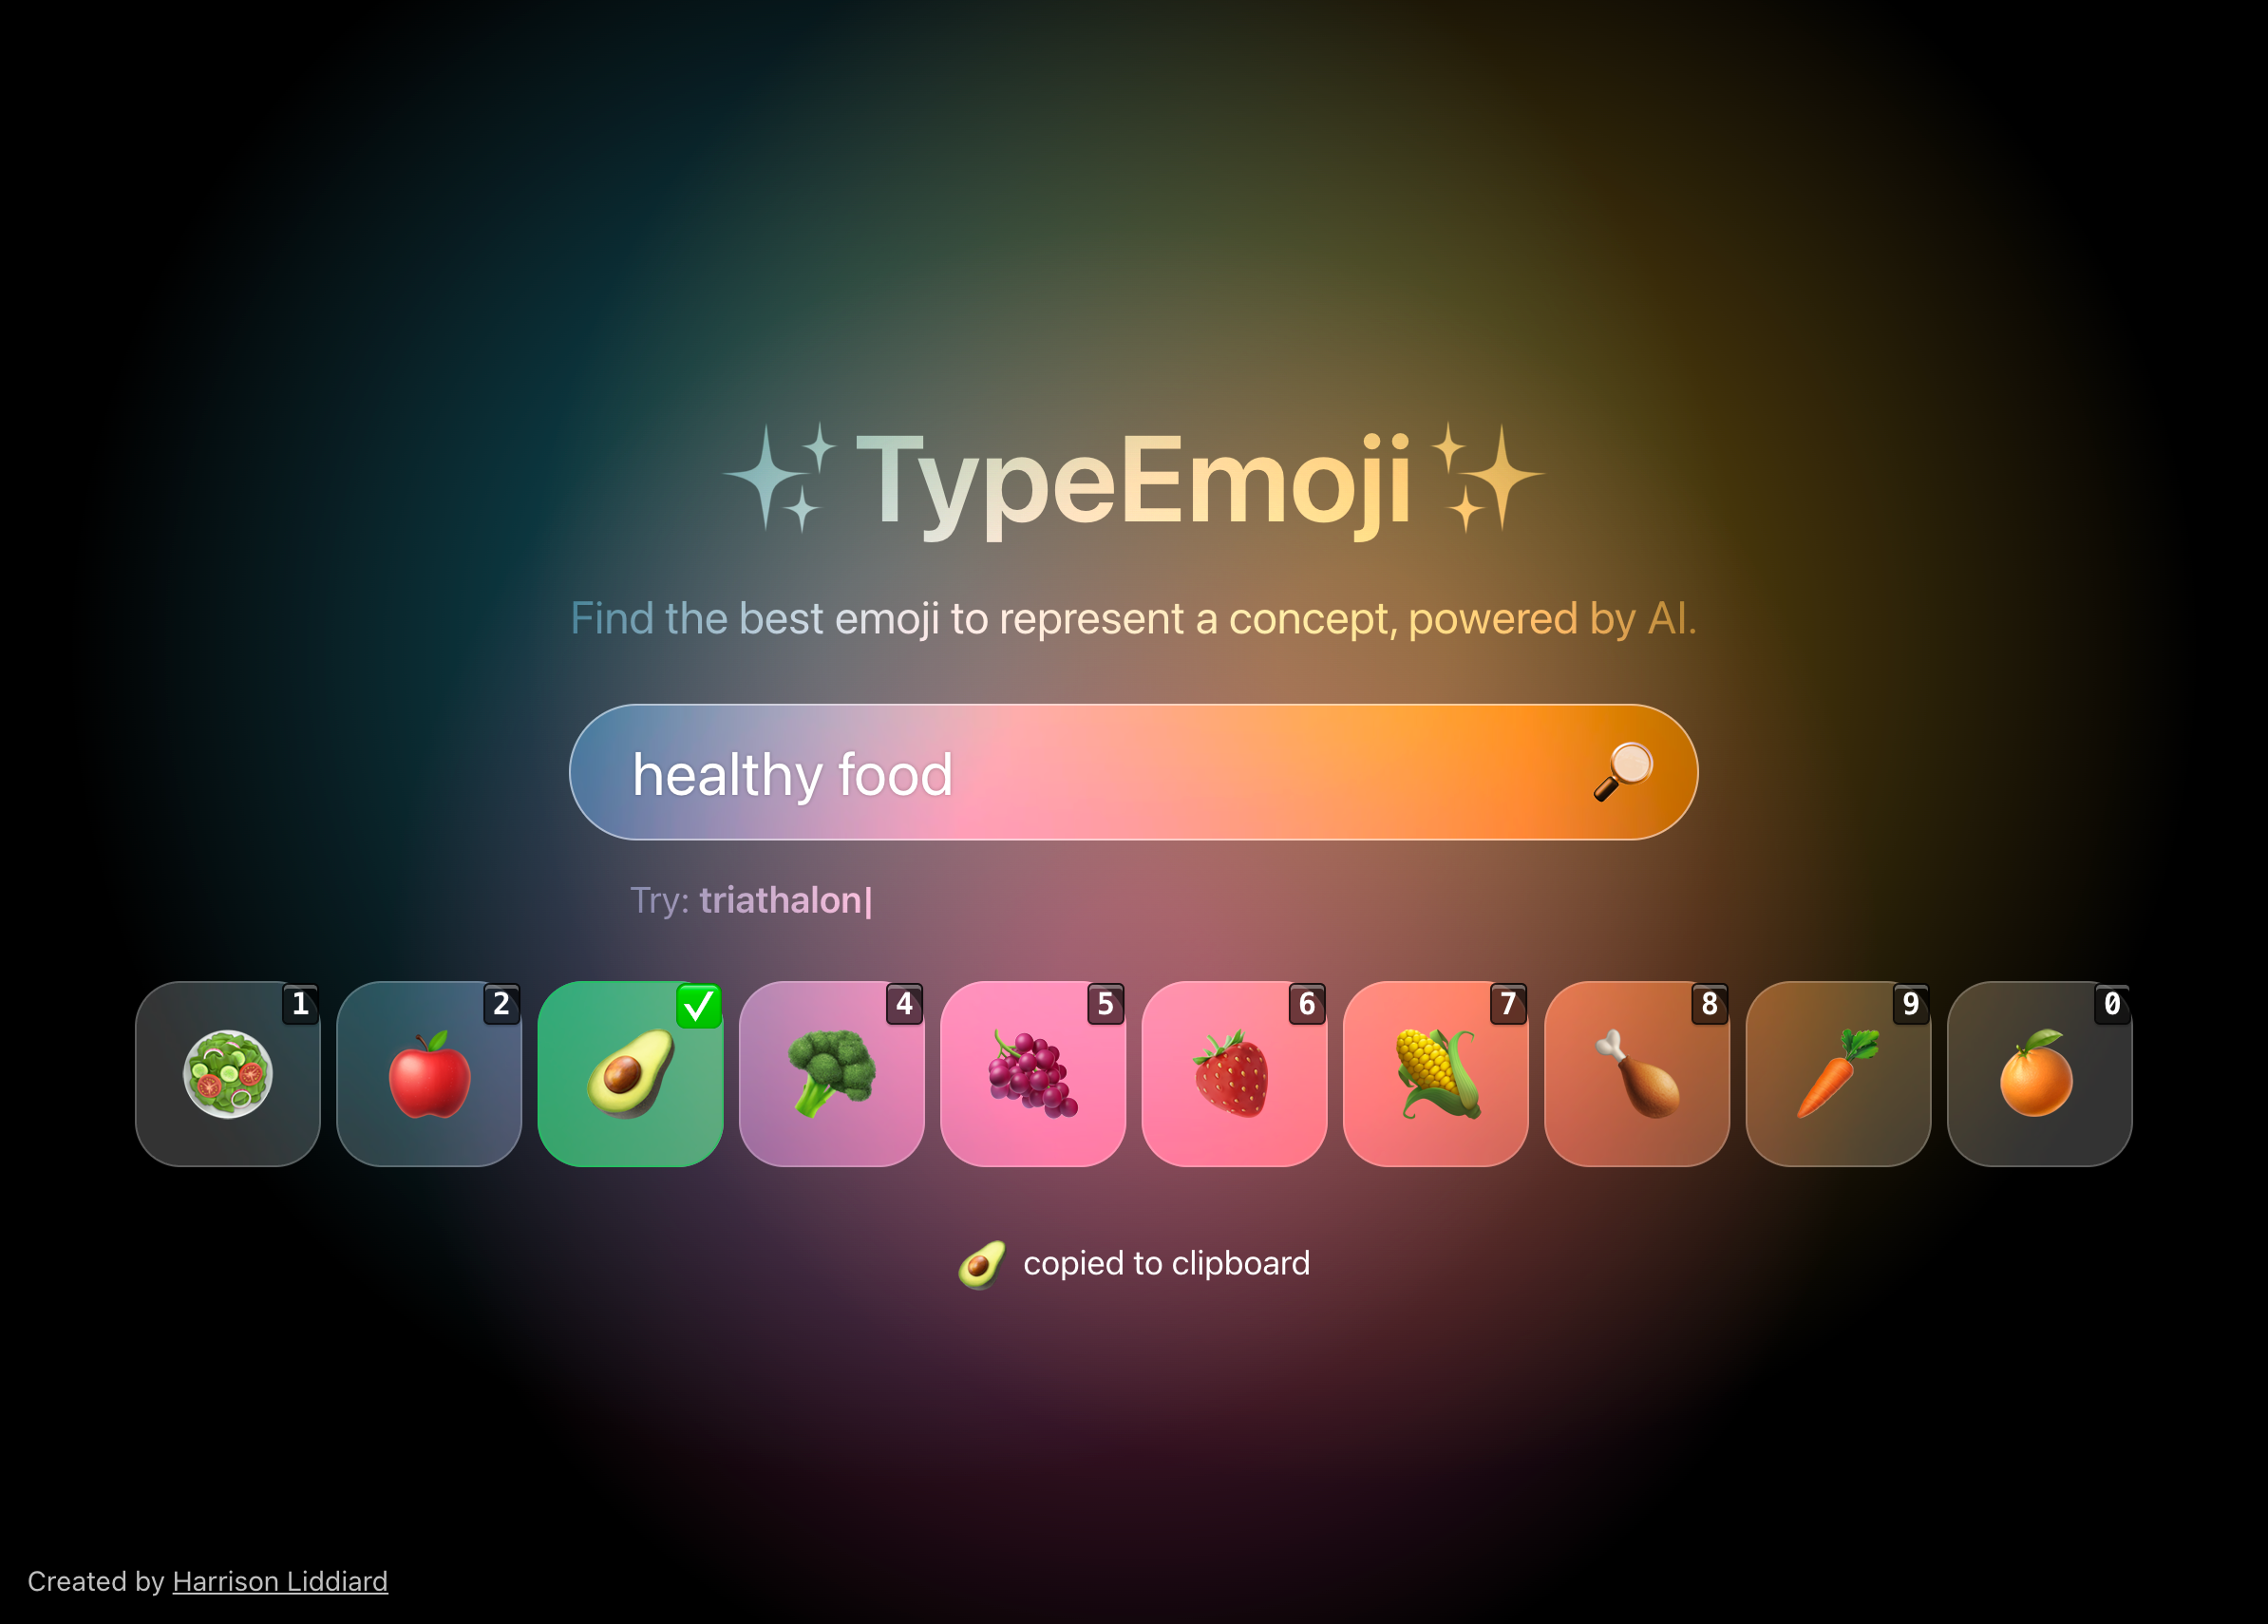 TypeEmoji
Find the best emoji to represent a concept, powered by AI.
healthy food
Try: triathalon|
1 2 4 5 6 7 8 9 0
copied to clipboard
Created by Harrison Liddiard